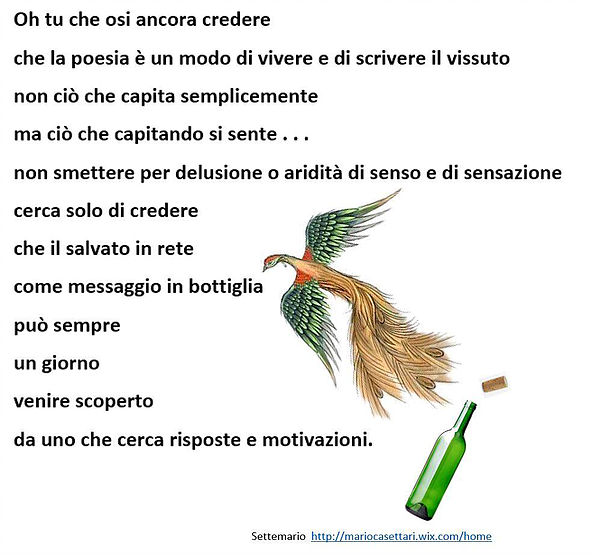 Oh tu che osi ancora credere
che la poesia è un modo di vivere e di scrivere il vissuto
non ciò che capita semplicemente
ma ciò che capitando si sente . . .
non smettere per delusione o aridità di senso e di sensazione
cerca solo di credere
che il salvato in rete
come messaggio in bottiglia
può sempre
un giorno
venire scoperto
da uno che cerca risposte e motivazioni.
Settemario http://mariocasettari.wix.com/home